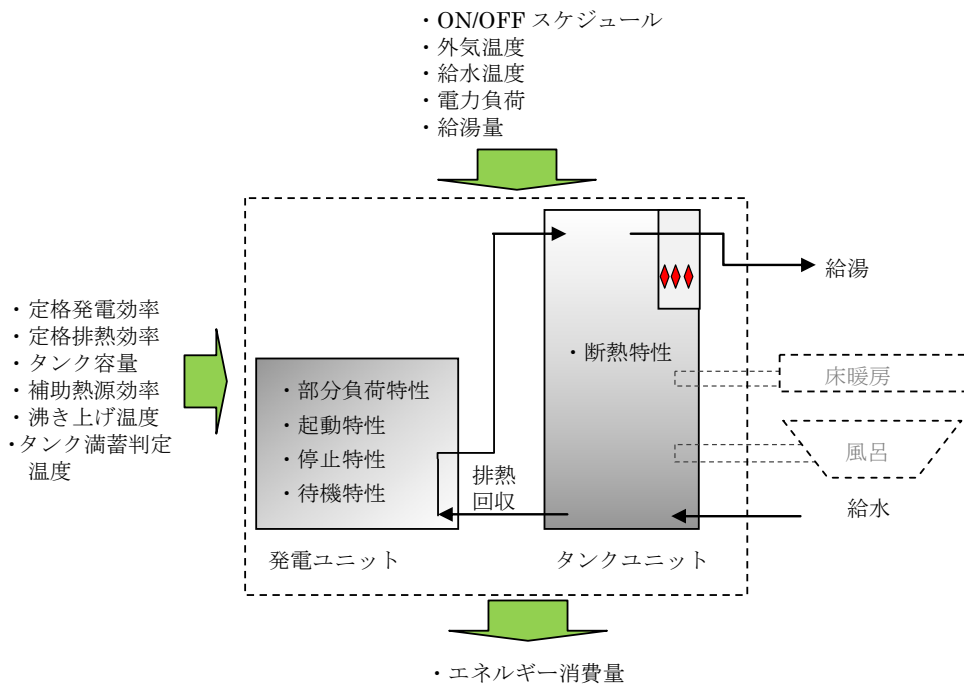 ・ON/OFF スケジュール
・外気温度
・給水温度
・電力負荷
・給湯量
給湯
・定格発電効率
・定格排熱効率
・タンク容量
・補助熱源効率
・沸き上げ温度
・タンク満蓄判定
温度
・断熱特性
・部分負荷特性
・起動特性
・停止特性
・待機特性
排熱
回収
床暖房
風呂
給水
発電ユニット
タンクユニット
・エネルギー消費量